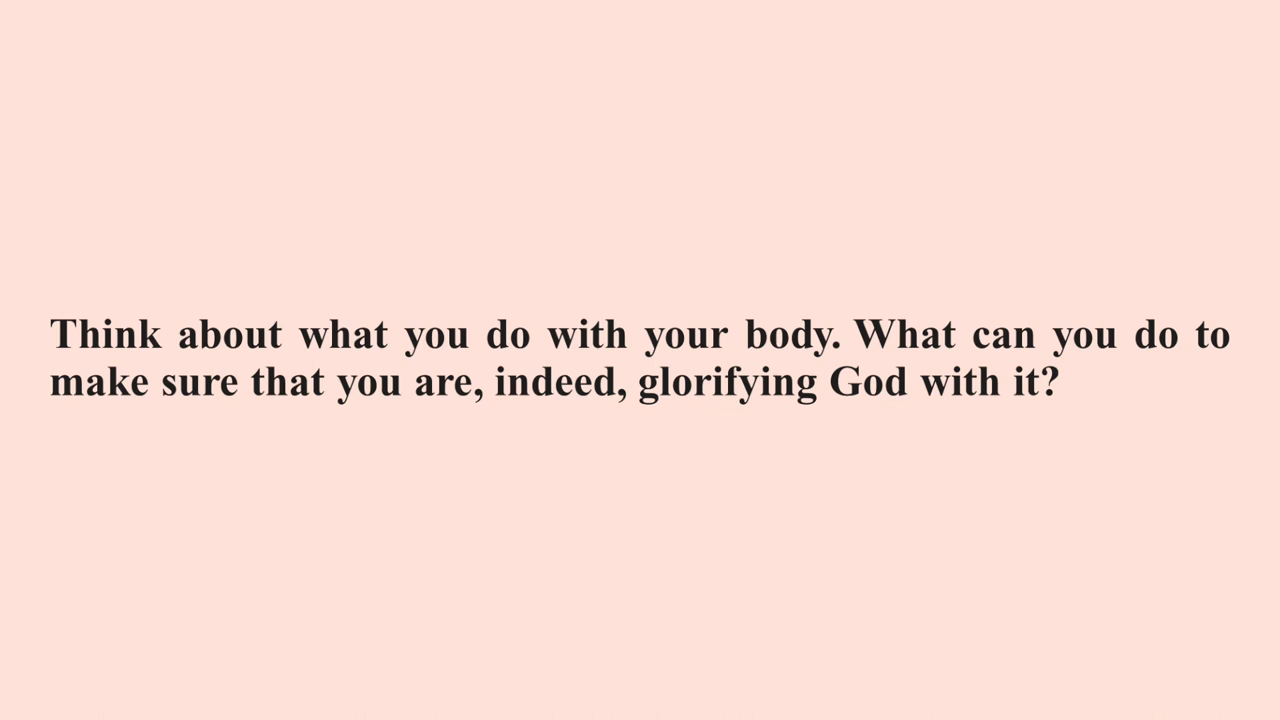 Think about what you do with your body. What can you do to
make sure that you are, indeed, glorifying God with it?